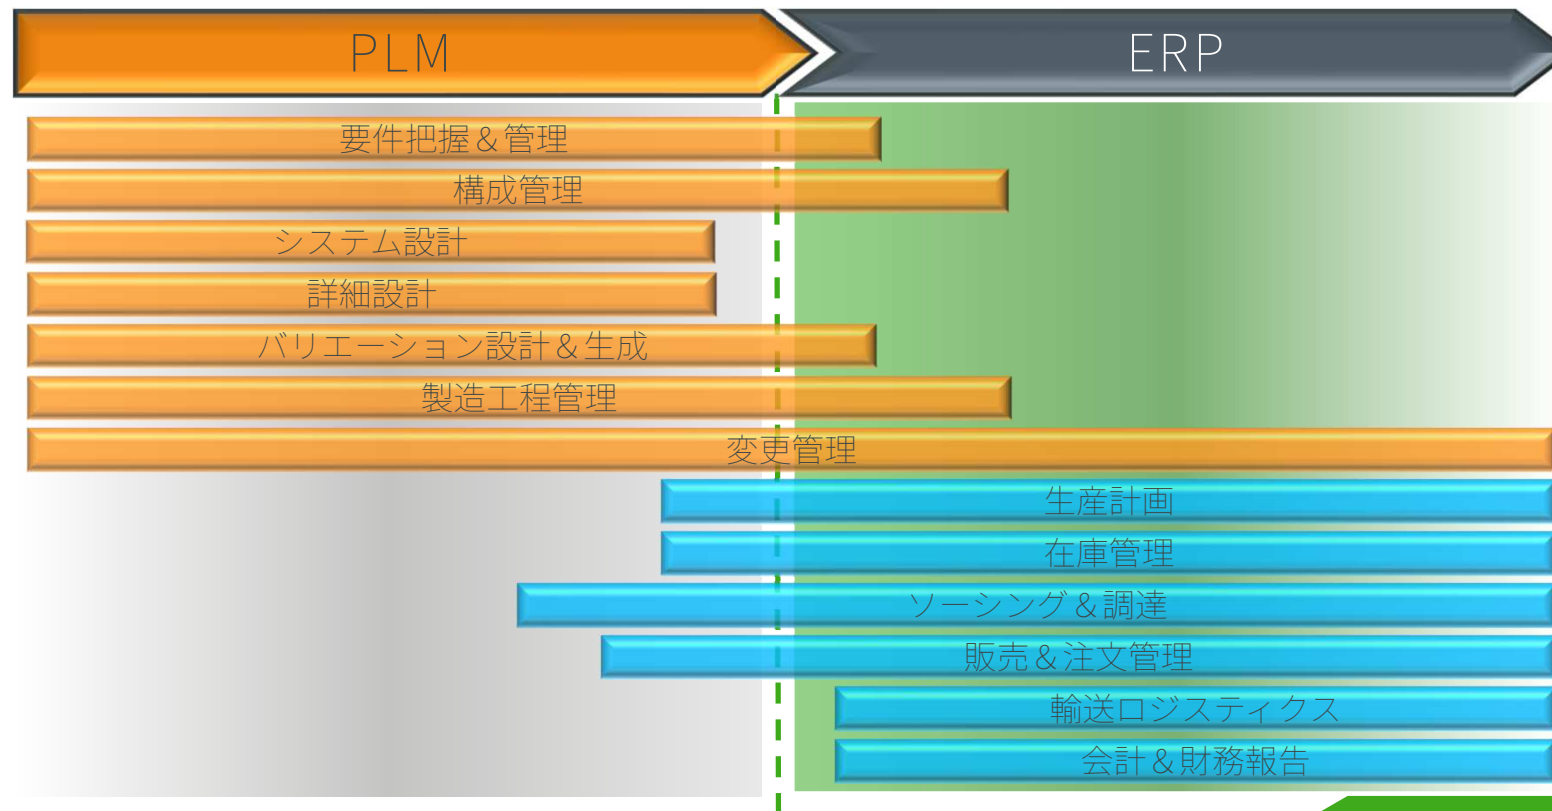 PLM
ERP
要件把握＆管理
構成管理
システム設計
詳細設計
バリエーション設計＆生成
製造工程管理
変更管理
生産計画
在庫管理
ソーシング＆調達
販売＆注文管理
輸送ロジスティクス
会計＆財務報告